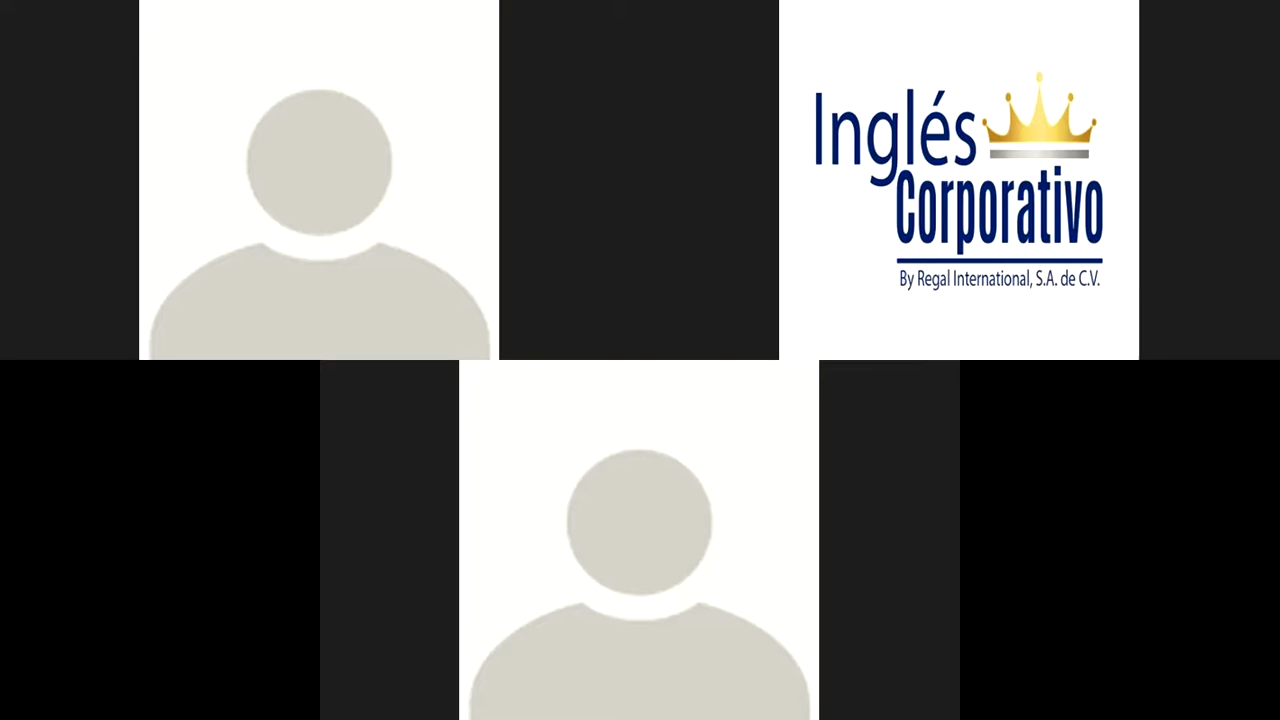 Inglés
Corporativo
By Regal International, S.A. de C.V.